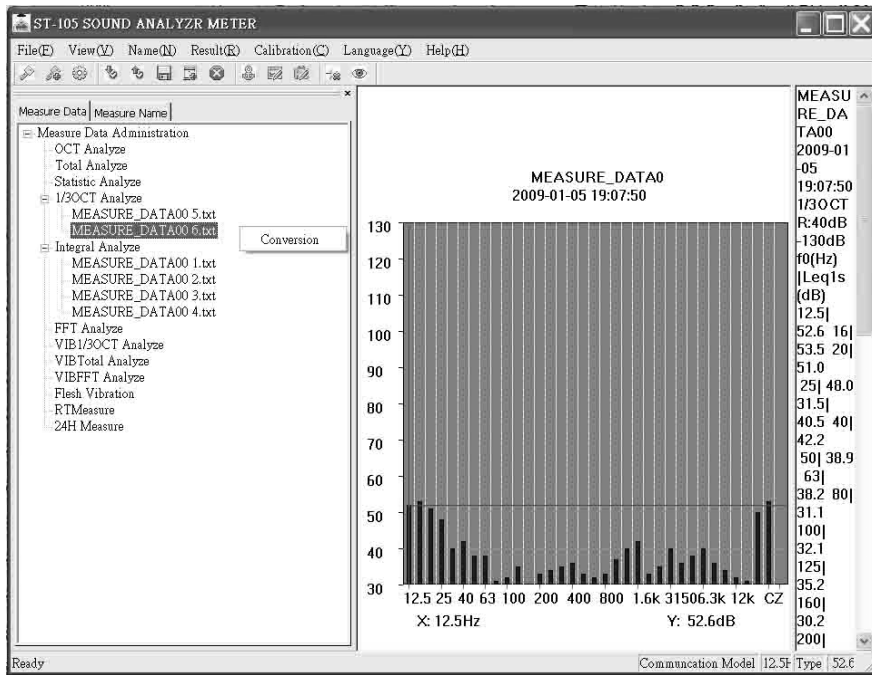 ST-105 SOUND ANALYZR METER
File(F) View(V) Name(N) Result(R) Calibration(C) Language(Y) Help(H)
Measure Data Measure Name
Measure Data Administration
OCT Analyze
Total Analyze
Statistic Analyze
1/3OCT Analyze
MEASURE_DATA00 5.txt
MEASURE_DATA00 6.txt
Conversion
Integral Analyze
MEASURE_DATA00 1.txt
MEASURE_DATA00 2.txt
MEASURE_DATA00 3.txt
MEASURE_DATA00 4.txt
FFT Analyze
VIB1/3OCT Analyze
VIBTotal Analyze
VIBFFT Analyze
Flesh Vibration
RTMeasure
24H Measure
MEASURE_DATA0
2009-01-05 19:07:50
130
120
110
100
90
80
70
60
50
40
30
12.5 25 40 63 100 200 400 800 1.6k 31506.3k 12k CZ
X: 12.5Hz Y: 52.6dB
MEASU
RE_DA
TA00
2009-01
-05
19:07:50
1/3OCT
R:40dB
-130dB
f0(Hz)
|Leq1s
(dB)
12.5|
52.6 16|
53.5 20|
51.0
25| 48.0
31.5|
40.5 40|
42.2
50| 38.9
63|
38.2 80|
31.1
100|
32.1
125|
35.2
160|
30.2
200|
Ready Communcation Model 12.5H Type 52.6